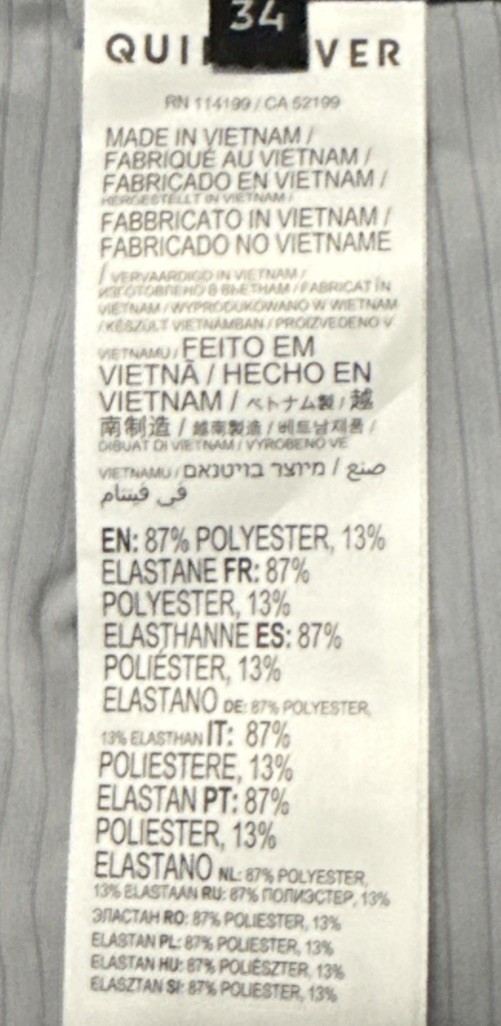 34
QUI VER
RN 114199 / CA 52199
MADE IN VIETNAM /
FABRIQUÉ AU VIETNAM /
FABRICADO EN VIETNAM /
HERGESTELLT IN VIETNAM /
FABBRICATO IN VIETNAM /
FABRICADO NO VIETNAME
/ VERVAARDIGD IN VIETNAM /
ИЗГОТОВЛЕНО В ВЬЕТНАМ / FABRICAT ÎN
VIETNAM / WYPRODUKOWANO W WIETNAM
/ KÉSZÜLT VIETNÁMBAN / PROIZVEDENO V
VIETNAMU / FEITO EM
VIETNÃ / HECHO EN
VIETNAM / ベトナム製 / 越
南制造 / 越南製造 / 베트남제품 /
DIBUAT DI VIETNAM / VYROBENO VE
VIETNAMU / מיוצר בויטנאם / صنع
في فيتنام
EN: 87% POLYESTER, 13%
ELASTANE FR: 87%
POLYESTER, 13%
ELASTHANNE ES: 87%
POLIÉSTER, 13%
ELASTANO DE: 87% POLYESTER,
13% ELASTHAN IT: 87%
POLIESTERE, 13%
ELASTAN PT: 87%
POLIESTER, 13%
ELASTANO NL: 87% POLYESTER,
13% ELASTAAN RU: 87% ПОЛИЭСТЕР, 13%
ЭЛАСТАН RO: 87% POLIESTER, 13%
ELASTAN PL: 87% POLIESTER, 13%
ELASTAN HU: 87% POLIÉSZTER, 13%
ELASZTAN SI: 87% POLIESTER, 13%